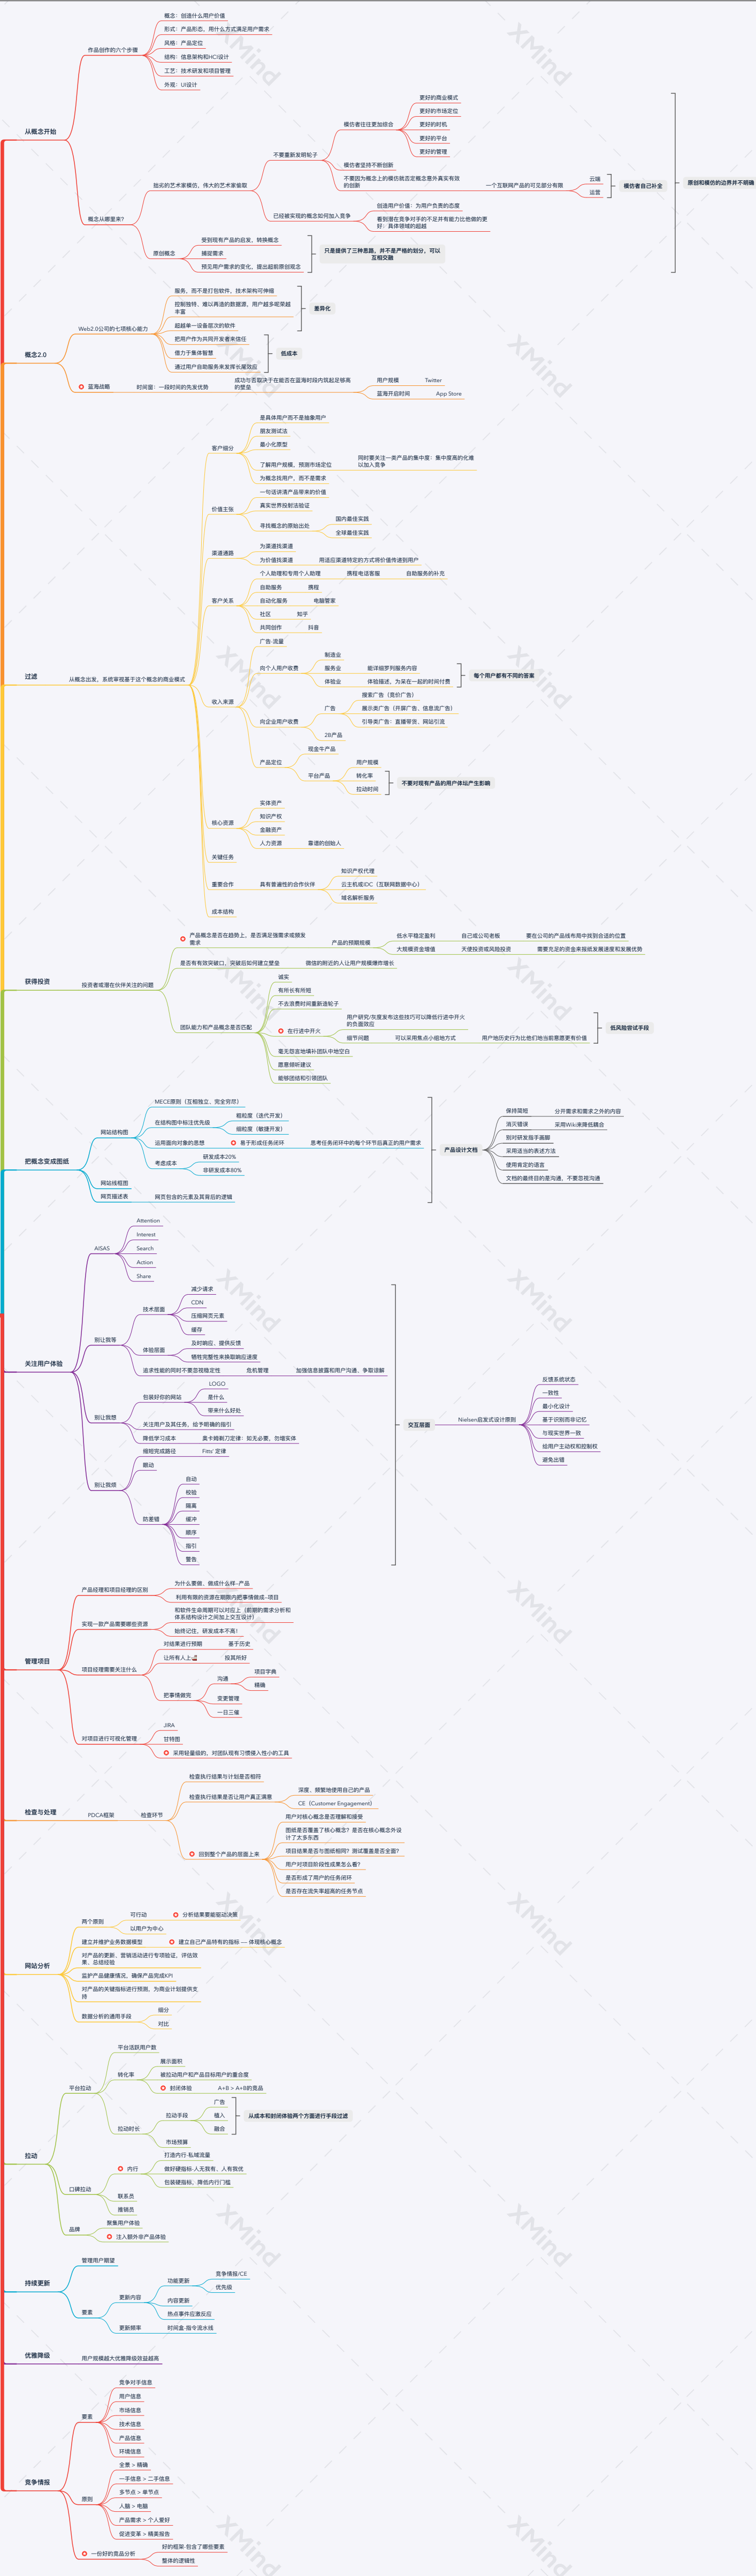 从概念开始
作品创作的六个步骤
概念：创造什么用户价值
形式：产品形态，用什么方式满足用户需求
风格：产品定位
结构：信息架构和HCI设计
工艺：技术研发和项目管理
外观：UI设计
概念从哪里来？
拙劣的艺术家模仿，伟大的艺术家偷取
不要重新发明轮子
模仿者往往更加综合
更好的商业模式
更好的市场定位
更好的时机
更好的平台
更好的管理
模仿者坚持不断创新
不要因为概念上的模仿就否定概念意外真实有效
的创新
一个互联网产品的可见部分有限
云端
运营
模仿者自己补全
原创和模仿的边界并不明确
已经被实现的概念如何加入竞争
创造用户价值：为用户负责的态度
看到潜在竞争对手的不足并有能力比他做的更
好：具体领域的超越
原创概念
受到现有产品的启发，转换概念
捕捉需求
预见用户需求的变化，提出超前原创观念
只是提供了三种思路，并不是严格的划分，可以
互相交融
概念2.0
Web2.0公司的七项核心能力
服务，而不是打包软件，技术架构可伸缩
控制独特、难以再造的数据源，用户越多呢荣越
丰富
超越单一设备层次的软件
差异化
把用户作为共同开发者来信任
借力于集体智慧
通过用户自助服务来发挥长尾效应
低成本
蓝海战略
时间窗：一段时间的先发优势
成功与否取决于在能否在蓝海时段内筑起足够高
的壁垒
用户规模
Twitter
蓝海开启时间
App Store
过滤
从概念出发，系统审视基于这个概念的商业模式
客户细分
是具体用户而不是抽象用户
朋友测试法
最小化原型
了解用户规模，预测市场定位
同时要关注一类产品的集中度：集中度高的化难
以加入竞争
为概念找用户，而不是需求
价值主张
一句话讲清产品带来的价值
真实世界投射法验证
寻找概念的原始出处
国内最佳实践
全球最佳实践
渠道通路
为渠道找渠道
为价值找渠道
用适应渠道特定的方式将价值传递到用户
客户关系
个人助理和专用个人助理
携程电话客服
自助服务的补充
自助服务
携程
自动化服务
电脑管家
社区
知乎
共同创作
抖音
收入来源
广告-流量
向个人用户收费
制造业
服务业
能详细罗列服务内容
体验业
体验描述，为呆在一起的时间付费
每个用户都有不同的答案
向企业用户收费
广告
搜索广告（竞价广告）
展示类广告（开屏广告、信息流广告）
引导类广告：直播带货、网站引流
2B产品
产品定位
现金牛产品
平台产品
用户规模
转化率
拉动时间
不要对现有产品的用户体坛产生影响
核心资源
实体资产
知识产权
金融资产
人力资源
靠谱的创始人
关键任务
重要合作
具有普遍性的合作伙伴
知识产权代理
云主机或IDC（互联网数据中心）
域名解析服务
成本结构
获得投资
投资者或潜在伙伴关注的问题
产品概念是否在趋势上，是否满足强需求或频发
需求
产品的预期规模
低水平稳定盈利
自己或公司老板
要在公司的产品线布局中找到合适的位置
大规模资金增值
天使投资或风险投资
需要充足的资金来报纸发展速度和发展优势
是否有有效突破口，突破后如何建立壁垒
微信的附近的人让用户规模爆炸增长
团队能力和产品概念是否匹配
诚实
有所长有所短
不去浪费时间重新造轮子
在行进中开火
用户研究/灰度发布这些技巧可以降低行进中开火
的负面效应
细节问题
可以采用焦点小组地方式
用户地历史行为比他们地当前意愿更有价值
低风险容试手段
毫无怨言地填补团队中地空白
愿意倾听建议
能够团结和引领团队
把概念变成图纸
网站结构图
MECE原则（互相独立，完全穷尽）
在结构图中标注优先级
粗粒度（迭代开发）
细粒度（敏捷开发）
运用面向对象的思想
易于形成任务闭环
思考任务闭环中的每个环节后真正的用户需求
考虑成本
研发成本20%
非研发成本80%
网站线框图
网页描述表
网页包含的元素及其背后的逻辑
产品设计文档
保持简短
分开需求和需求之外的内容
消灭错误
采用Wiki来降低耦合
别对研发指手画脚
采用适当的表述方法
使用肯定的语言
文档的最终目的是沟通，不要忽视沟通
关注用户体验
AISAS
Attention
Interest
Search
Action
Share
别让我等
技术层面
减少请求
CDN
压缩网页元素
缓存
体验层面
及时响应，提供反馈
牺牲完整性来换取响应速度
追求性能的同时不要忽视稳定性
危机管理
加强信息披露和用户沟通、争取谅解
别让我想
包装好你的网站
LOGO
是什么
带来什么好处
关注用户及其任务，给予明确的指引
降低学习成本
奥卡姆剃刀定律：如无必要，勿增实体
别让我烦
缩短完成路径
Fitts' 定律
颤动
防差错
自动
校验
隔离
缓冲
顺序
指引
警告
交互层面
Nielsen启发式设计原则
反馈系统状态
一致性
最小化设计
基于识别而非记忆
与现实世界一致
给用户主动权和控制权
避免出错
管理项目
产品经理和项目经理的区别
为什么要做，做成什么样--产品
利用有限的资源在期限内把事情做成--项目
实现一款产品需要哪些资源
和软件生命周期可以对应上（前期的需求分析和
体系结构设计之间加上交互设计）
始终记住，研发成本不高！
项目经理需要关注什么
对结果进行预期
基于历史
让所有人上
投其所好
把事情做完
沟通
项目字典
精确
变更管理
一日三催
对项目进行可视化管理
JIRA
甘特图
采用轻量级的，对团队现有习惯侵入性小的工具
检查与处理
PDCA框架
检查环节
检查执行结果与计划是否相符
检查执行结果是否让用户真正满意
深度、频繁地使用自己的产品
CE（Customer Engagement）
回到整个产品的层面上来
用户对核心概念是否理解和接受
图纸是否覆盖了核心概念？是否在核心概念外设
计了太多东西
项目结果是否与图纸相同？测试覆盖是否全面？
用户对项目阶段性成果怎么看？
是否形成了用户的任务闭环
是否存在流失率超高的任务节点
网站分析
两个原则
可行动
分析结果要能驱动决策
以用户为中心
建立并维护业务数据模型
建立自己产品特有的指标 --- 体现核心概念
对产品的更新、营销活动进行专项验证，评估效
果、总结经验
监护产品健康情况，确保产品完成KPI
对产品的关键指标进行预测，为商业计划提供支
持
数据分析的通用手段
细分
对比
拉动
平台拉动
平台活跃用户数
转化率
展示面积
被拉动用户和产品目标用户的重合度
封闭体验
A+B > A+B的竞品
拉动时长
拉动手段
广告
植入
融合
从成本和封闭体验两个方面进行手段过滤
市场预算
口碑拉动
内行
打造内行-私域流量
做好硬指标-人无我有、人有我优
包装硬指标、降低内行门槛
联系员
推销员
品牌
聚集用户体验
注入额外非产品体验
持续更新
管理用户期望
要素
更新内容
功能更新
竞争情报/CE
优先级
内容更新
热点事件应激反应
更新频率
时间盒-指令流水线
优雅降级
用户规模越大优雅降级效益越高
竞争情报
要素
竞争对手信息
用户信息
市场信息
技术信息
产品信息
环境信息
原则
全景 > 精确
一手信息 > 二手信息
多节点 > 单节点
人脑 > 电脑
产品需求 > 个人爱好
促进变革 > 精美报告
一份好的竞品分析
好的框架-包含了哪些要素
整体的逻辑性